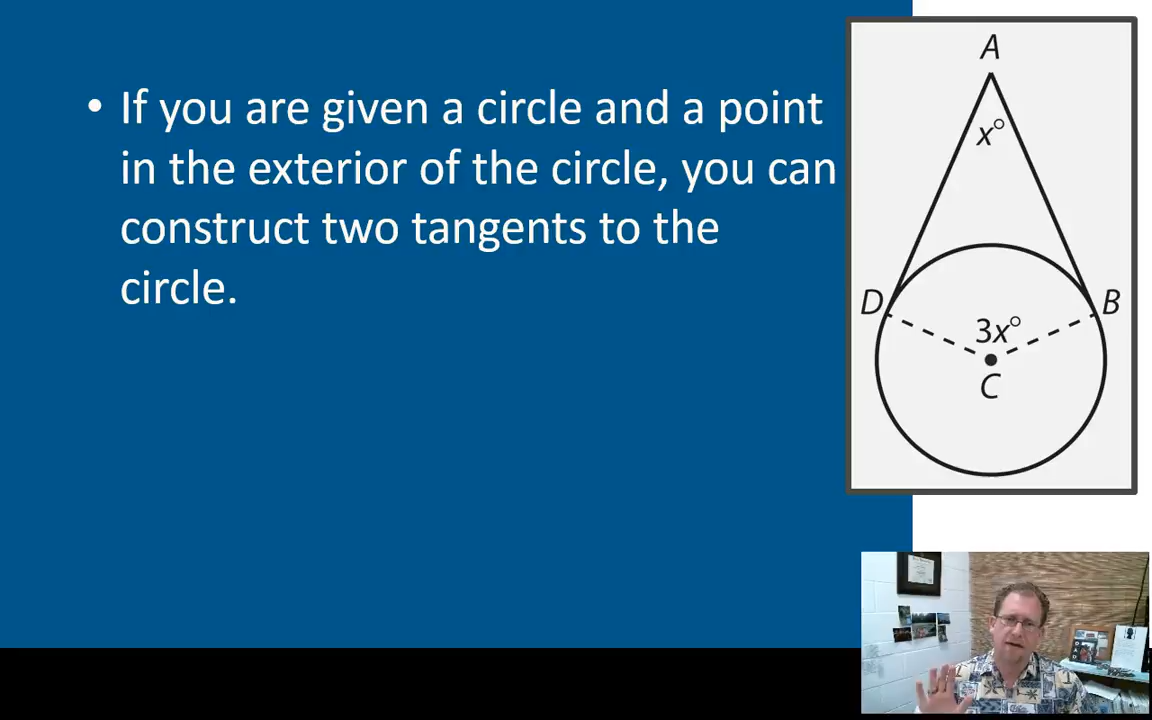 • If you are given a circle and a point
in the exterior of the circle, you can
construct two tangents to the
circle.
A
x°
D
B
3x°
C